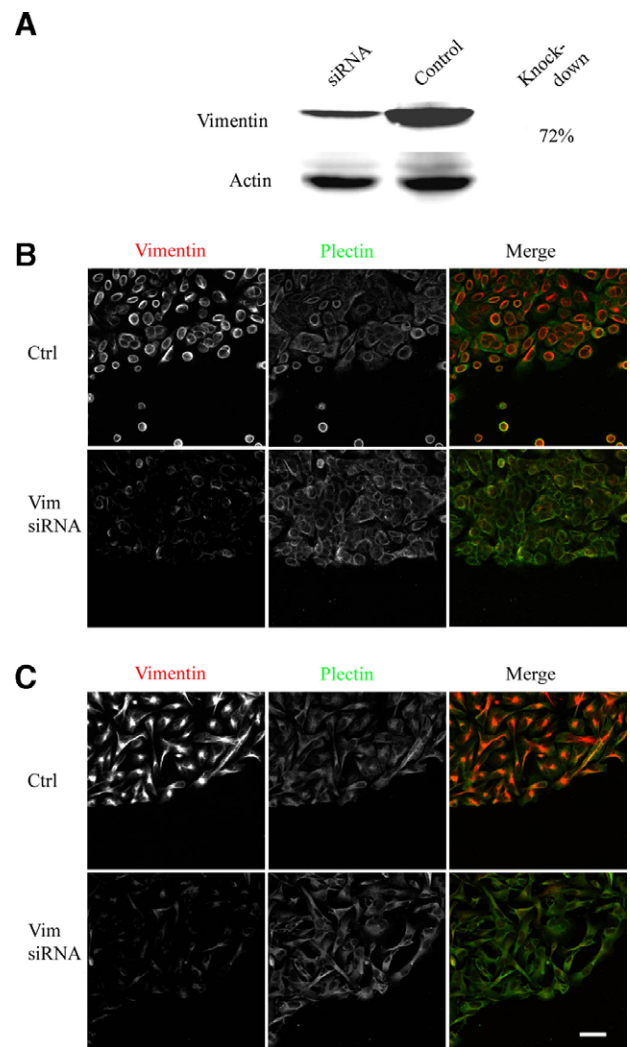 A
siRNA
Control
Knock-
down
Vimentin
72%
Actin
B
Vimentin
Plectin
Merge
Ctrl
Vim
siRNA
C
Vimentin
Plectin
Merge
Ctrl
Vim
siRNA